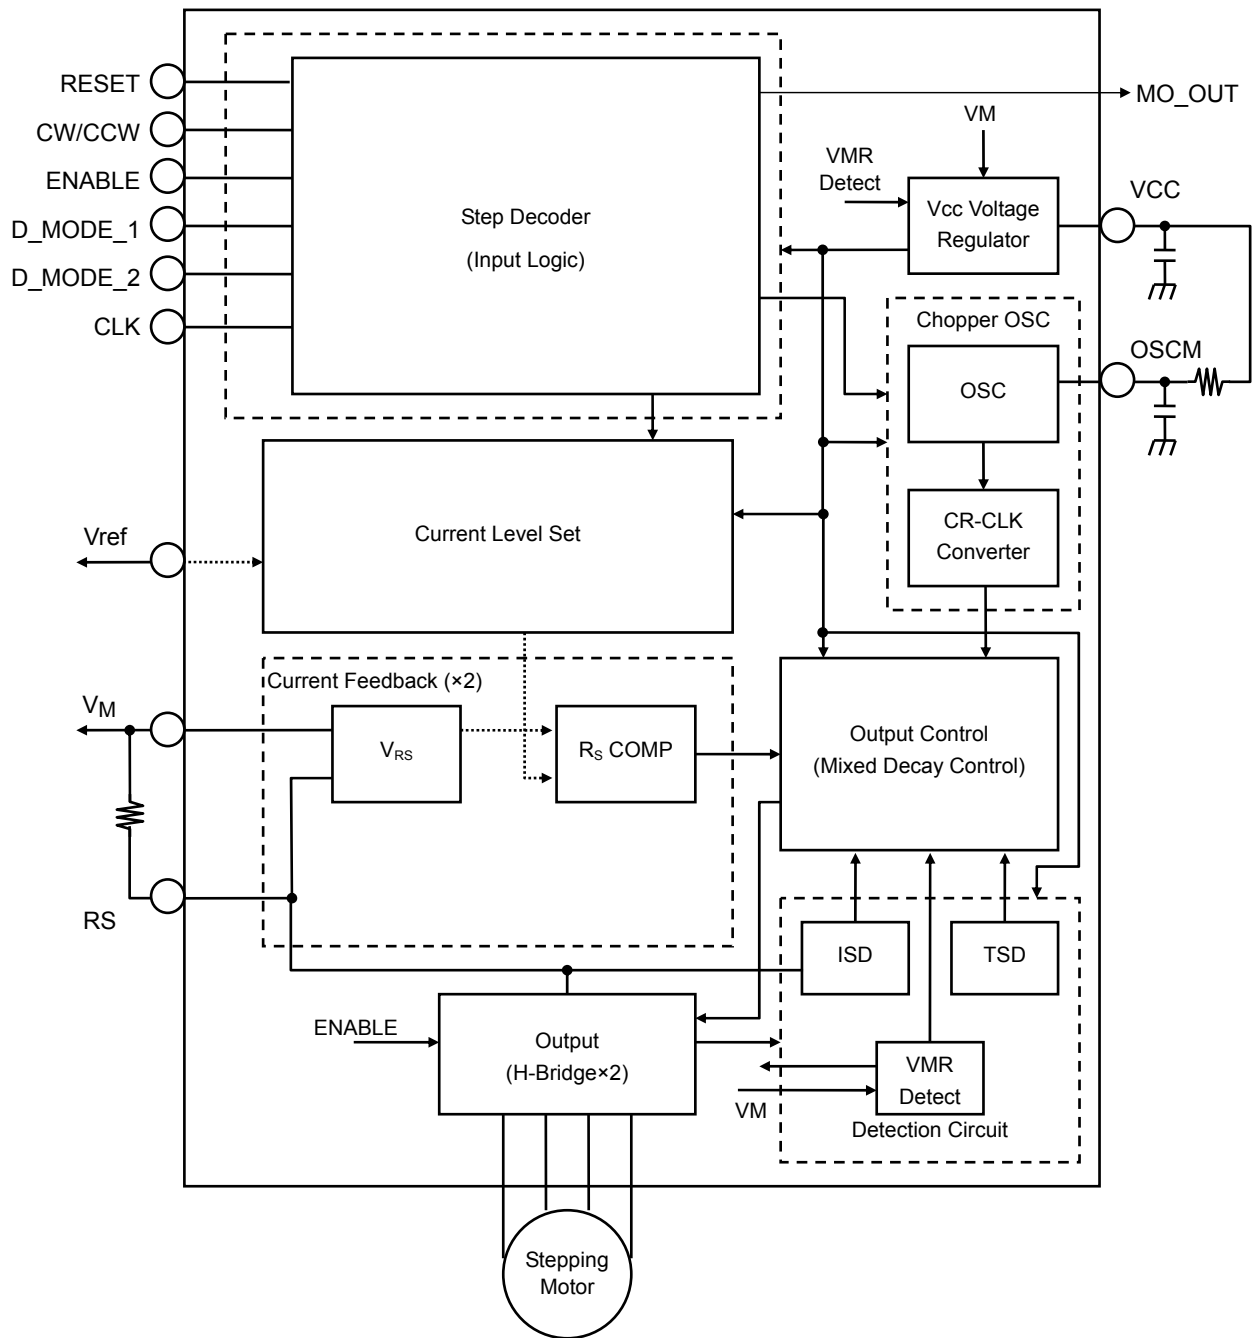 RESET
CW/CCW
ENABLE
D_MODE_1
D_MODE_2
CLK
Step Decoder
(Input Logic)
MO_OUT
VM
VMR
Detect
Vcc Voltage
Regulator
VCC
Chopper OSC
OSC
OSCM
CR-CLK
Converter
Vref
Current Level Set
Current Feedback (×2)
VM
VRS
RS COMP
Output Control
(Mixed Decay Control)
RS
ISD
TSD
ENABLE
Output
(H-Bridge×2)
VMR
Detect
VM
Detection Circuit
Stepping
Motor